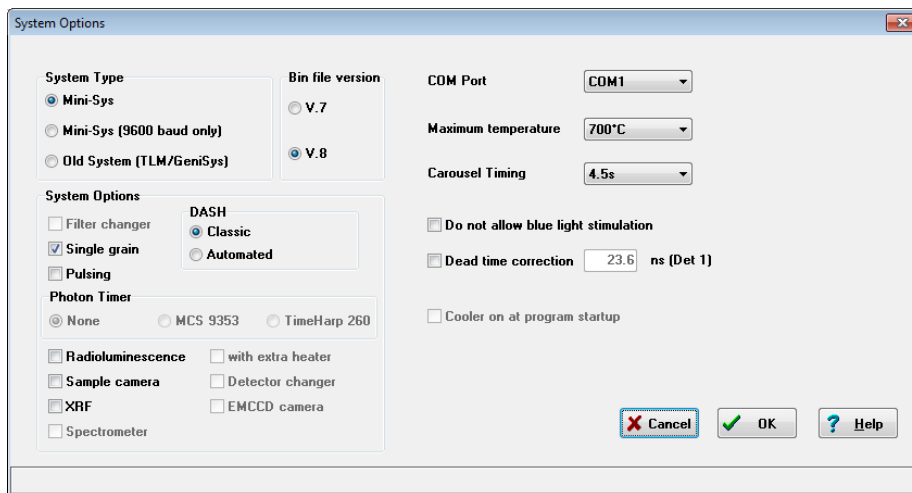 System Options
System Type
Mini-Sys
Mini-Sys (9600 baud only)
Old System (TLM/GeniSys)
Bin file version
V.7
V.8
COM Port
COM1
Maximum temperature
700°C
Carousel Timing
4.5s
System Options
Filter changer
Single grain
Pulsing
DASH
Classic
Automated
Photon Timer
None MCS 9353 TimeHarp 260
Radioluminescence with extra heater
Sample camera Detector changer
XRF EMCCD camera
Spectrometer
Do not allow blue light stimulation
Dead time correction 23.6 ns (Det 1)
Cooler on at program startup
Cancel OK Help